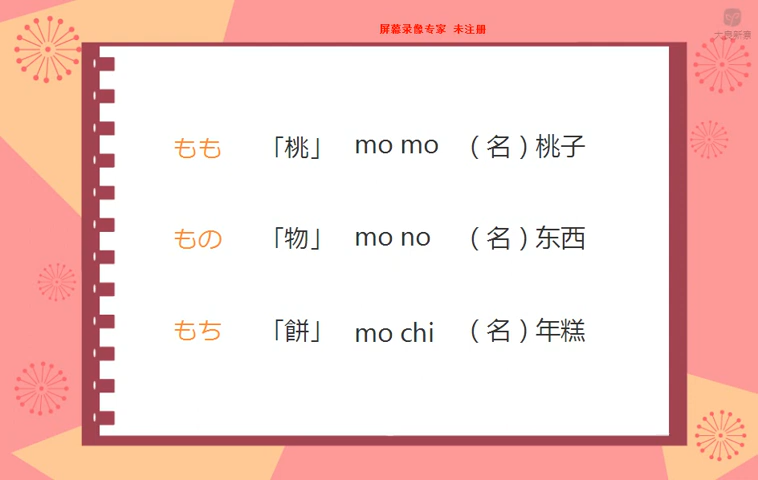 屏幕录像专家 未注册
もも 「桃」 mo mo （名）桃子
もの 「物」 mo no （名）东西
もち 「餅」 mo chi （名）年糕